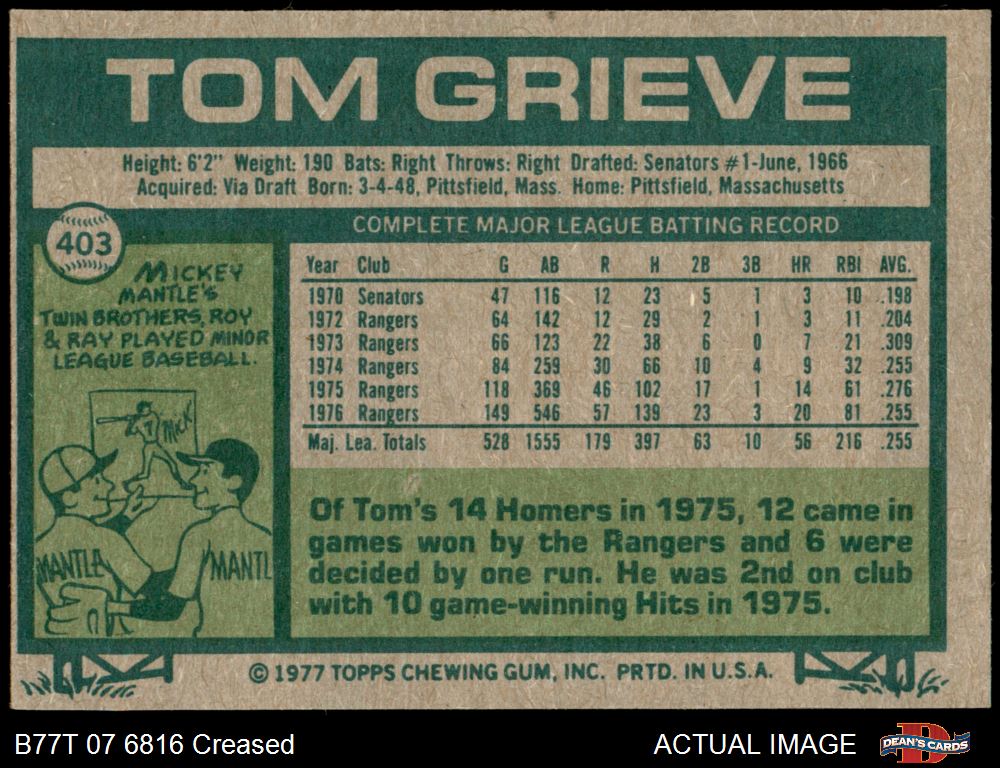 TOM GRIEVE
Height: 6'2" Weight: 190 Bats: Right Throws: Right Drafted: Senators #1-June, 1966
Acquired: Via Draft Born: 3-4-48, Pittsfield, Mass. Home: Pittsfield, Massachusetts
403
MICKEY
MANTLE'S
TWIN BROTHERS, ROY
& RAY PLAYED MINOR
LEAGUE BASEBALL.
7
Mick
MANTLE
MANTL
COMPLETE MAJOR LEAGUE BATTING RECORD
Year Club G AB R H 2B 3B HR RBI AVG.
1970 Senators 47 116 12 23 5 1 3 10 .198
1972 Rangers 64 142 12 29 2 1 3 11 .204
1973 Rangers 66 123 22 38 6 0 7 21 .309
1974 Rangers 84 259 30 66 10 4 9 32 .255
1975 Rangers 118 369 46 102 17 1 14 61 .276
1976 Rangers 149 546 57 139 23 3 20 81 .255
Maj. Lea. Totals 528 1555 179 397 63 10 56 216 .255
Of Tom's 14 Homers in 1975, 12 came in
games won by the Rangers and 6 were
decided by one run. He was 2nd on club
with 10 game-winning Hits in 1975.
© 1977 TOPPS CHEWING GUM, INC. PRTD. IN U.S.A.
B77T 07 6816 Creased
ACTUAL IMAGE
DEAN'S CARDS